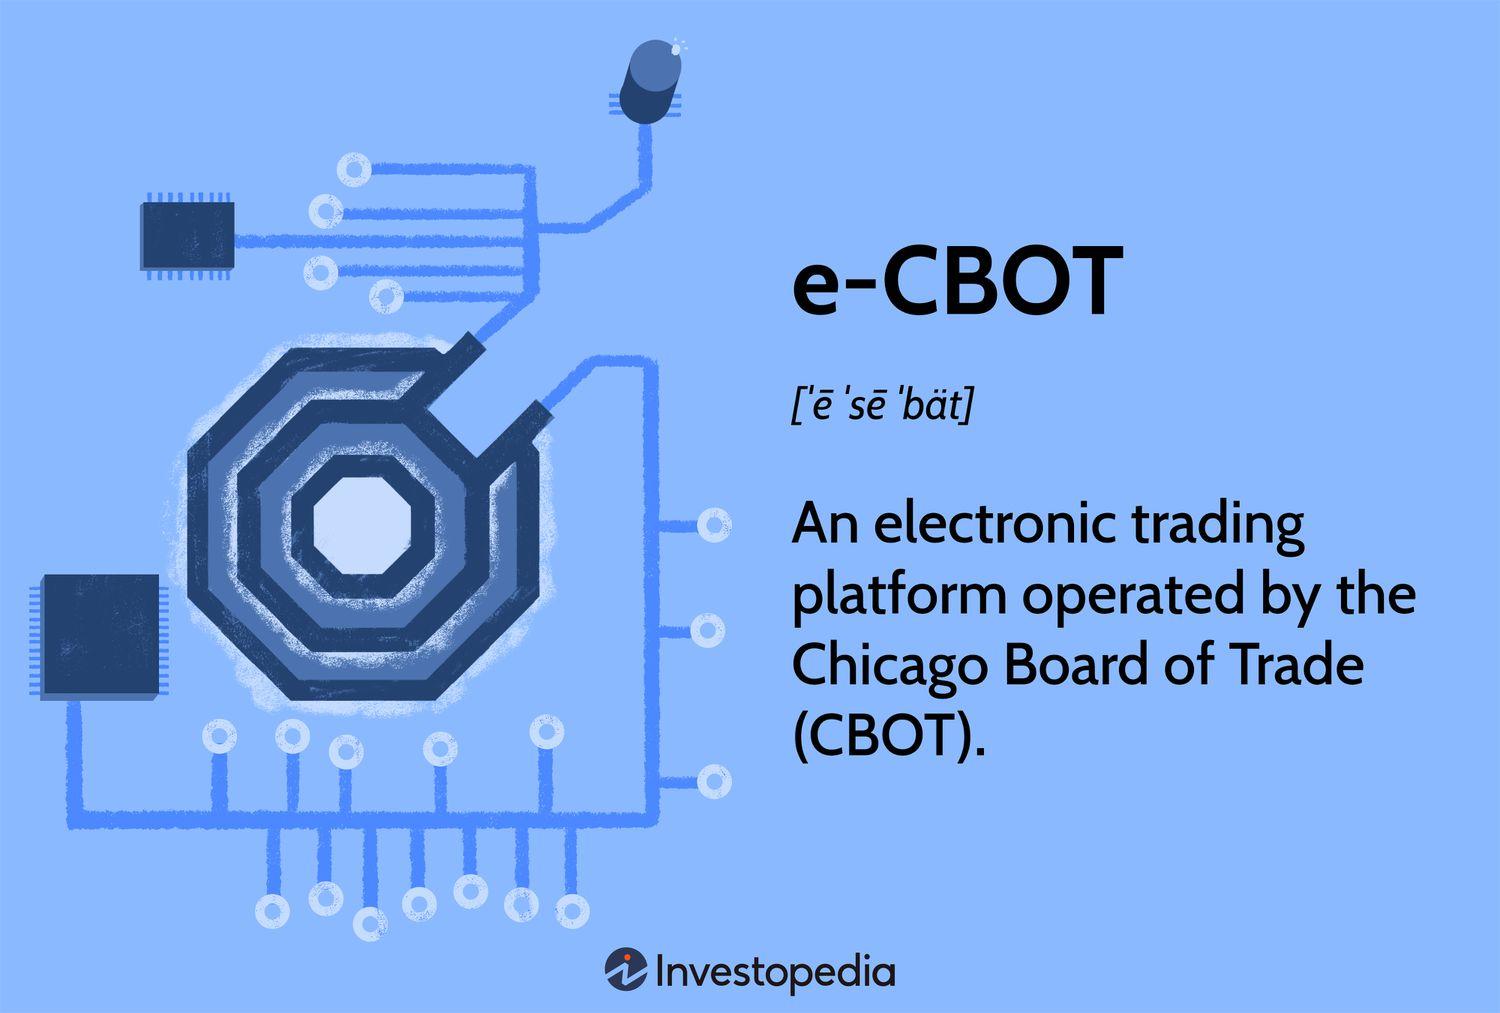 e-CBOT
[ˈē ˈsē ˈbät]
An electronic trading
platform operated by the
Chicago Board of Trade
(CBOT).
Investopedia